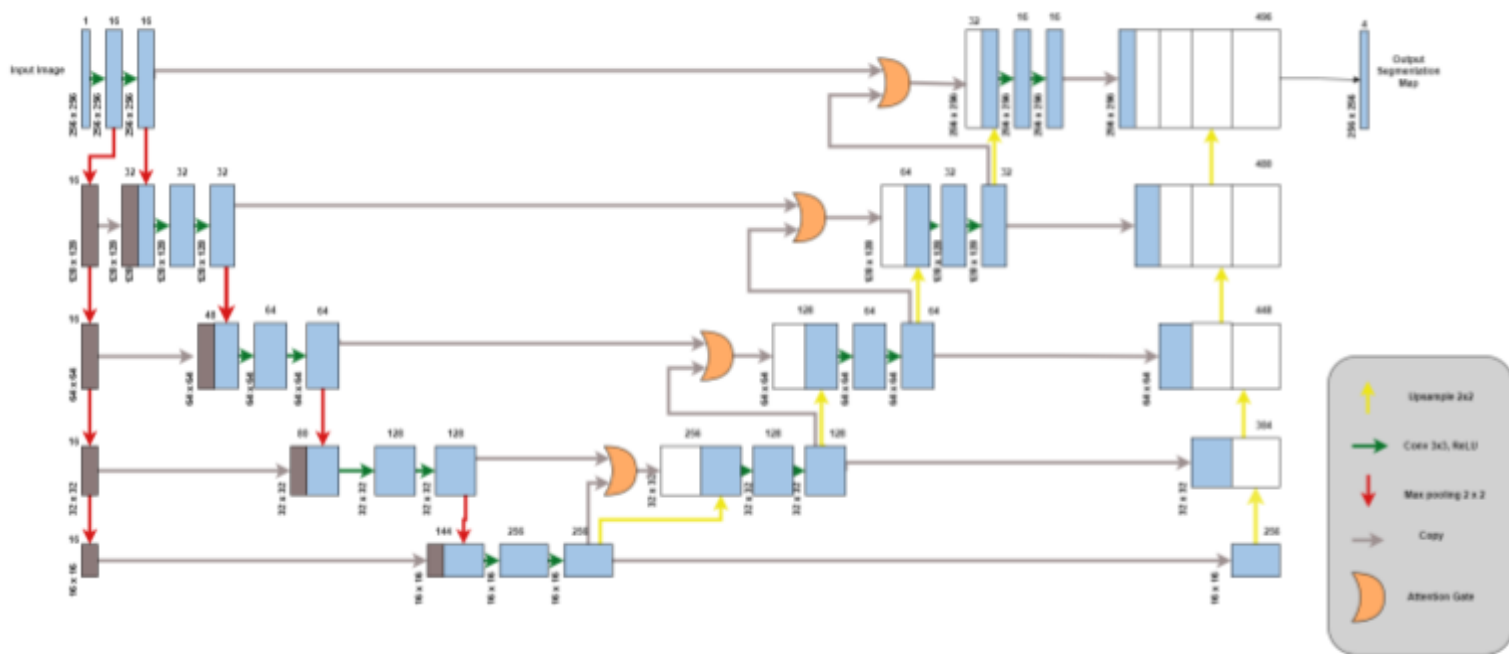 1 16 16
32 16 16
496
4
Input Image
Output
Segmentation
Map
256 x 256
256 x 256
256 x 256
256 x 256
256 x 256
256 x 256
256 x 256
256 x 256
16 32 32 32
64 32 32
480
128 x 128
128 x 128
128 x 128
128 x 128
128 x 128
128 x 128
128 x 128
16 48 64 64
128 64 64
448
64 x 64
64 x 64
64 x 64
64 x 64
64 x 64
64 x 64
64 x 64
64 x 64
16 80 128 128
256 128 128
384
32 x 32
32 x 32
32 x 32
32 x 32
32 x 32
32 x 32
32 x 32
32 x 32
16 144 256 256
256
16 x 16
16 x 16
16 x 16
16 x 16
16 x 16
Upsample 2x2
Conv 3x3, ReLU
Max pooling 2 x 2
Copy
Attention Gate